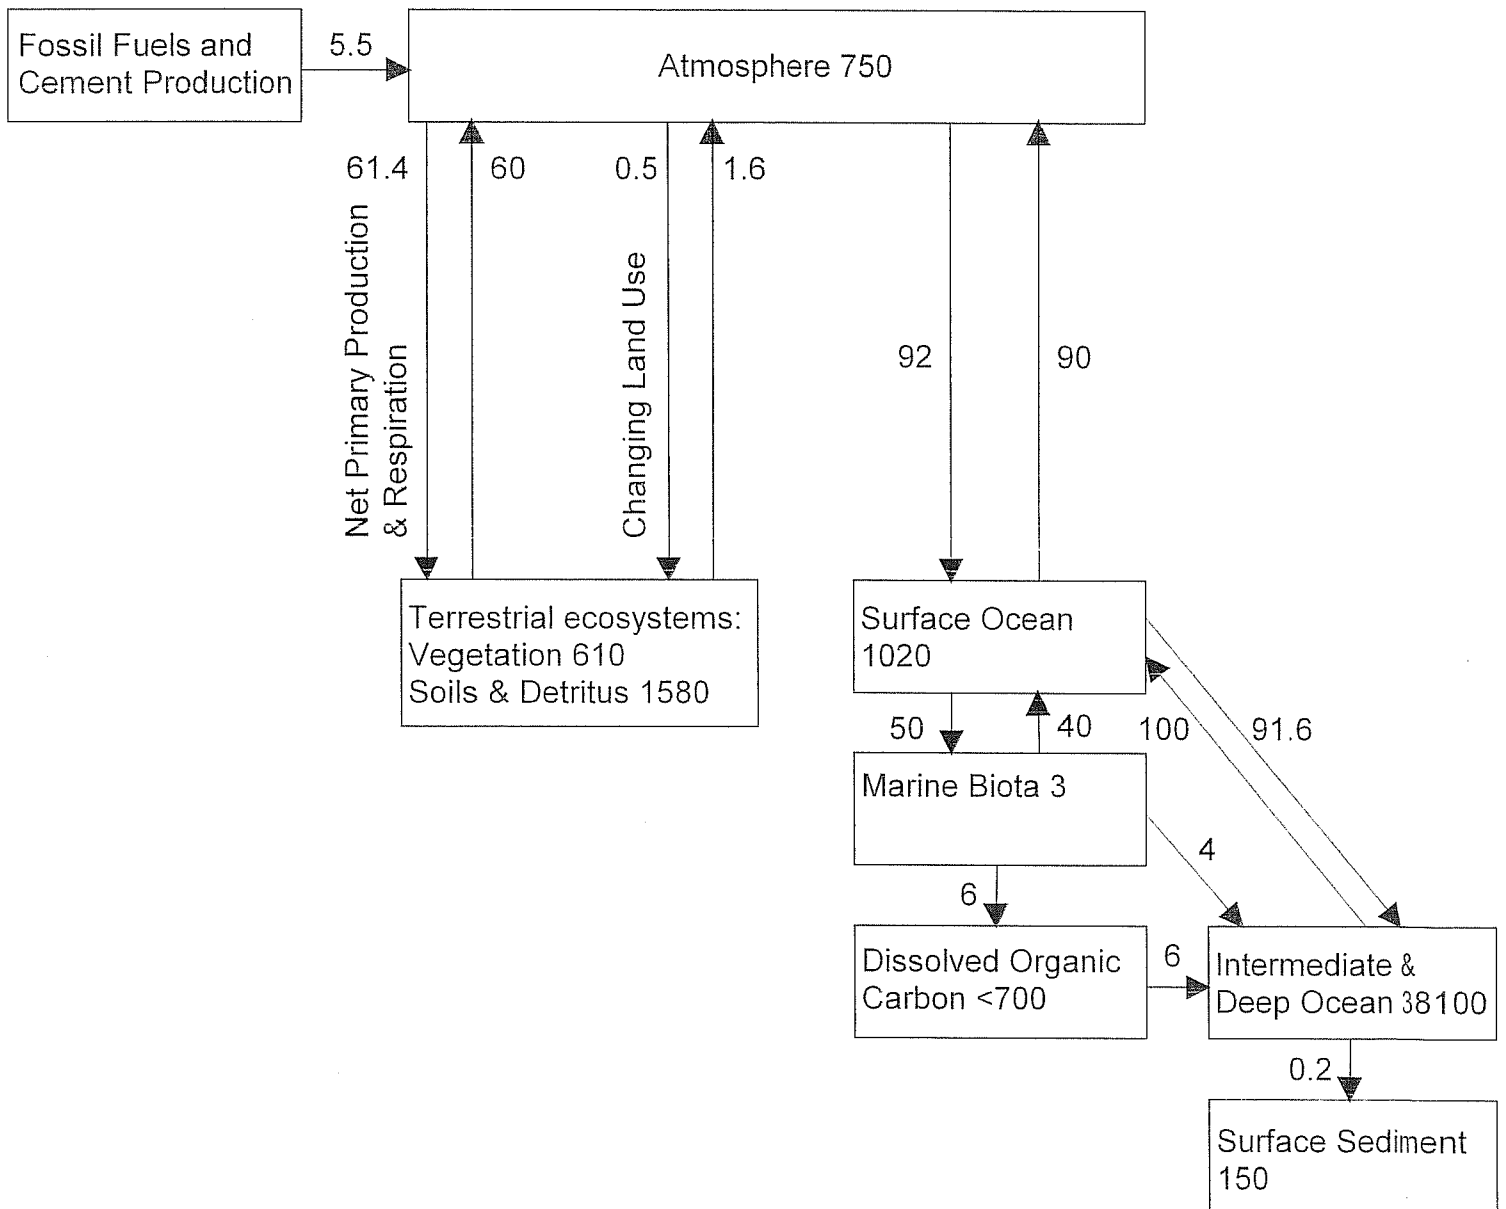 Fossil Fuels and
Cement Production
5.5
Atmosphere 750
61.4
60
0.5
1.6
Net Primary Production
& Respiration
Changing Land Use
92
90
Terrestrial ecosystems:
Vegetation 610
Soils & Detritus 1580
Surface Ocean
1020
50
40
100
91.6
Marine Biota 3
4
6
Dissolved Organic
Carbon <700
6
Intermediate &
Deep Ocean 38100
0.2
Surface Sediment
150